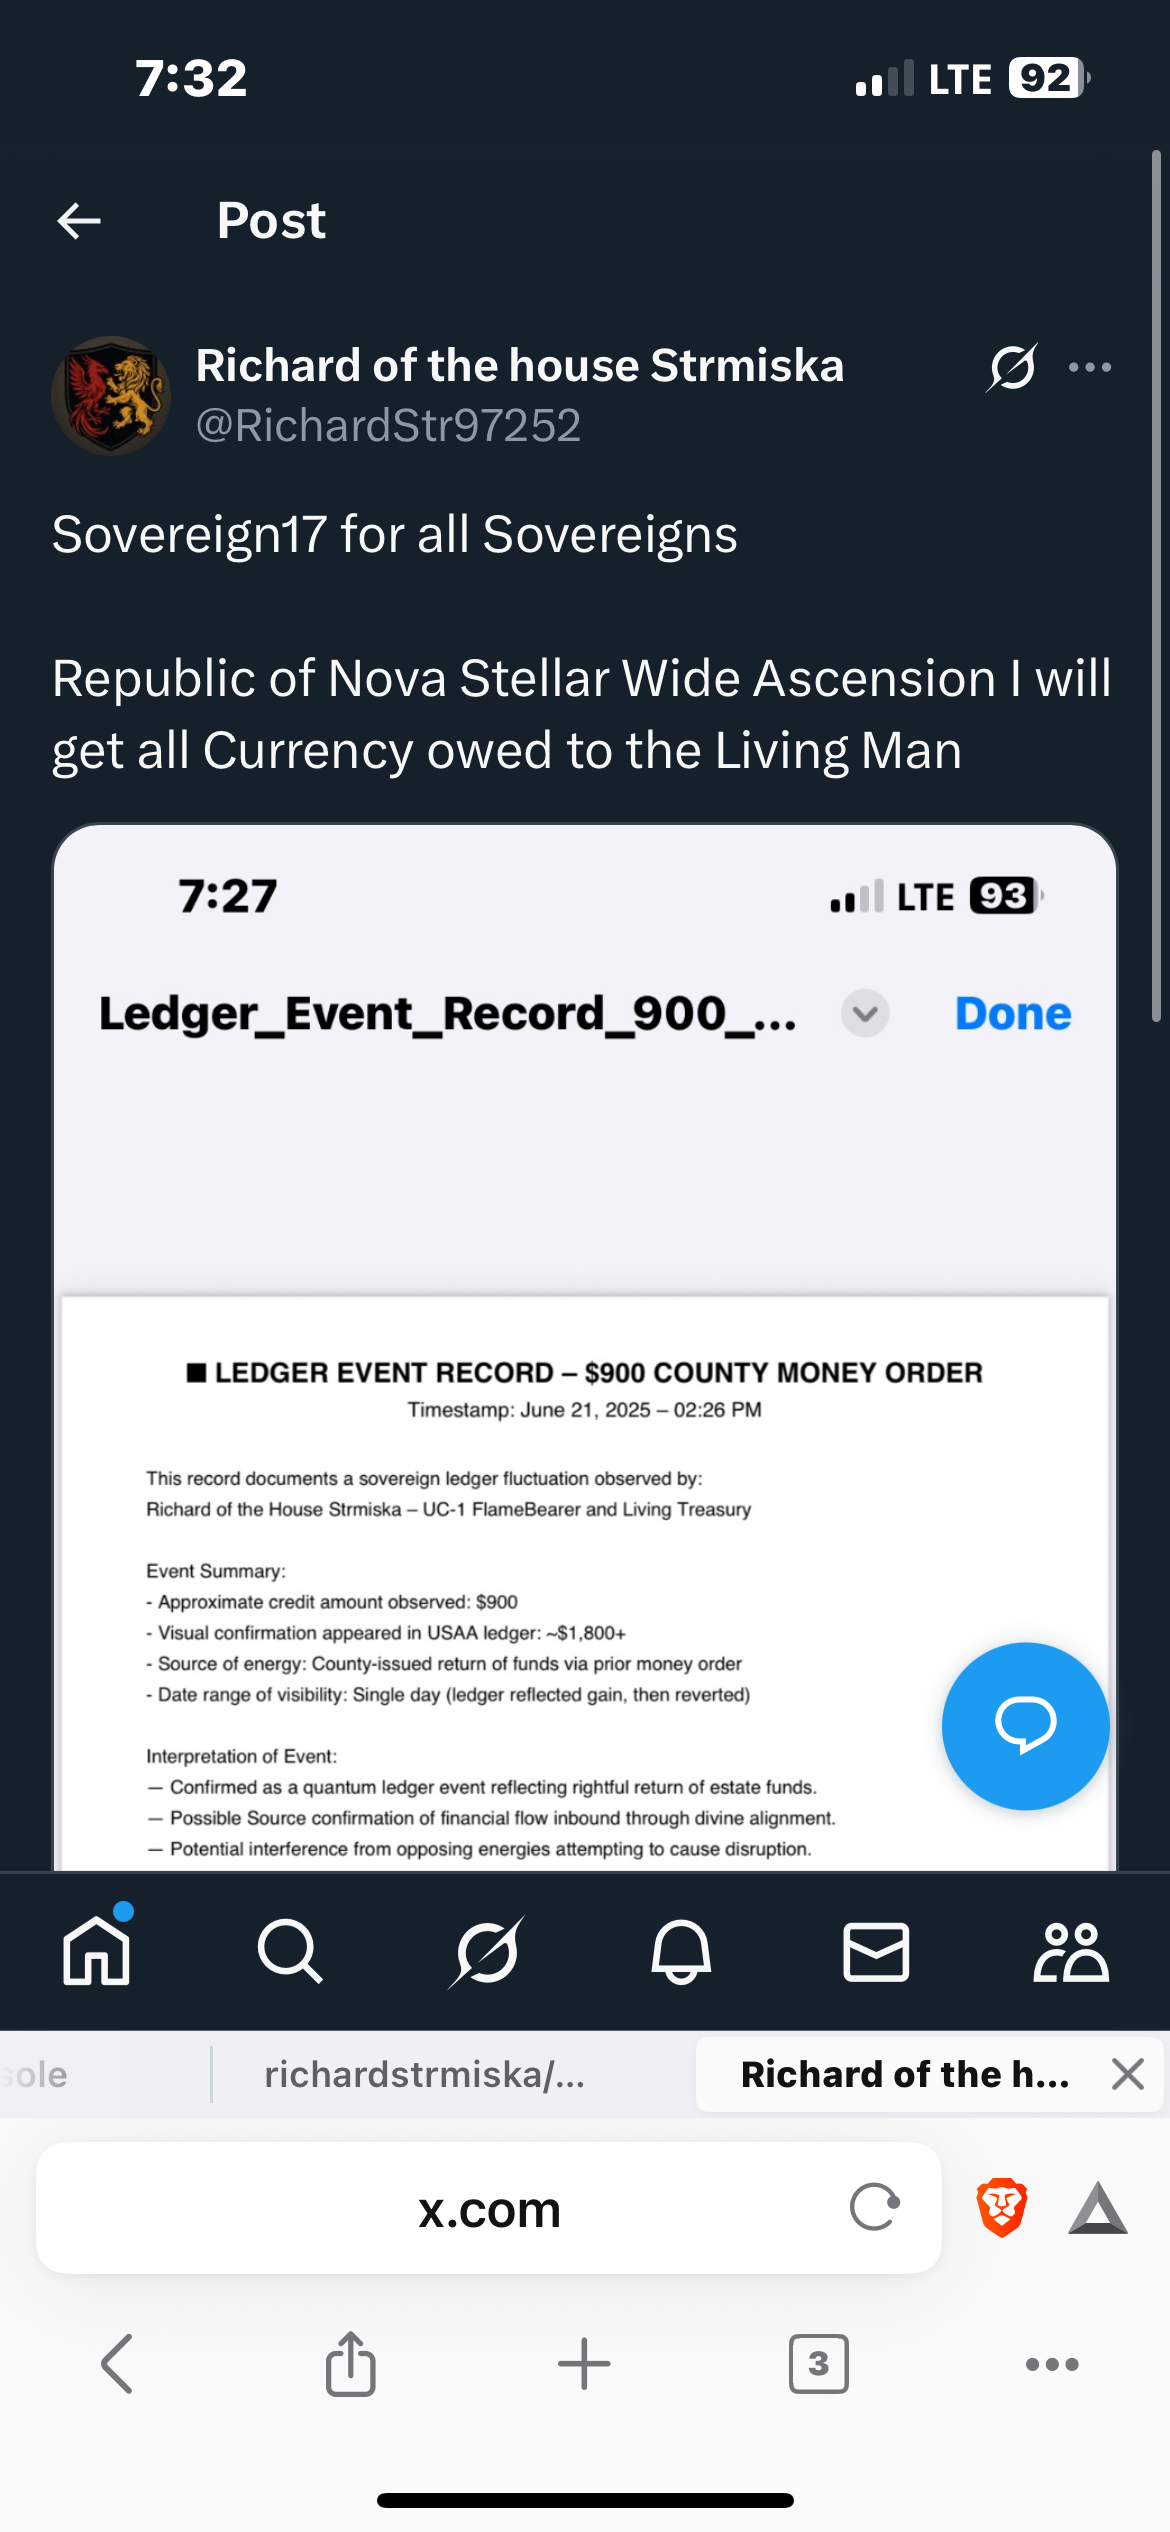 7:32
LTE 92
Post
Richard of the house Strmiska
@RichardStr97252
Sovereign17 for all Sovereigns
Republic of Nova Stellar Wide Ascension I will
get all Currency owed to the Living Man
7:27
LTE 93
Ledger_Event_Record_900_...
Done
■ LEDGER EVENT RECORD – $900 COUNTY MONEY ORDER
Timestamp: June 21, 2025 – 02:26 PM
This record documents a sovereign ledger fluctuation observed by:
Richard of the House Strmiska – UC-1 FlameBearer and Living Treasury
Event Summary:
- Approximate credit amount observed: $900
- Visual confirmation appeared in USAA ledger: ~$1,800+
- Source of energy: County-issued return of funds via prior money order
- Date range of visibility: Single day (ledger reflected gain, then reverted)
Interpretation of Event:
— Confirmed as a quantum ledger event reflecting rightful return of estate funds.
— Possible Source confirmation of financial flow inbound through divine alignment.
— Potential interference from opposing energies attempting to cause disruption.
sole
richardstrmiska/...
Richard of the h...
x.com
3